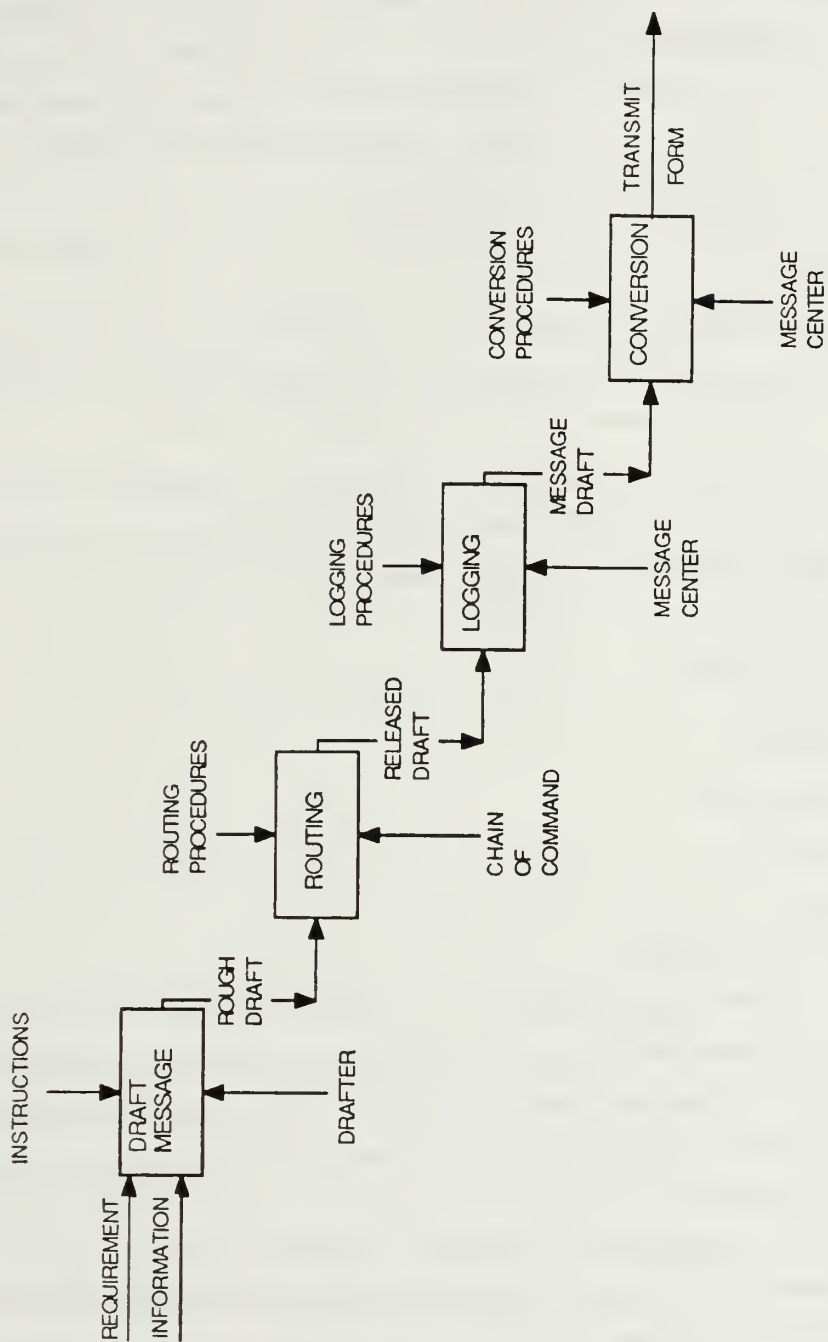 INSTRUCTIONS
REQUIREMENT
INFORMATION
DRAFT
MESSAGE
DRAFTER
ROUGH
DRAFT
ROUTING
PROCEDURES
ROUTING
CHAIN
OF
COMMAND
RELEASED
DRAFT
LOGGING
PROCEDURES
LOGGING
MESSAGE
CENTER
MESSAGE
DRAFT
CONVERSION
PROCEDURES
CONVERSION
MESSAGE
CENTER
TRANSMIT
FORM